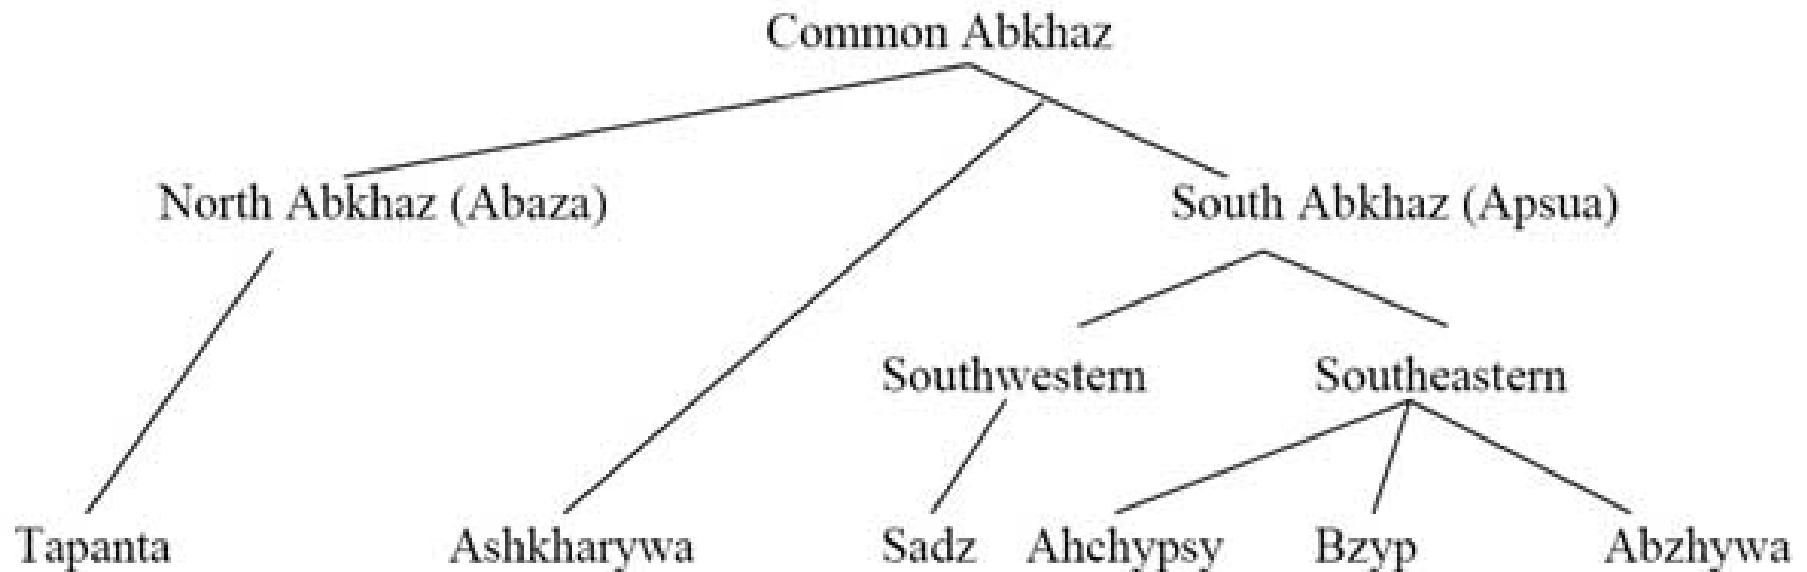 Common Abkhaz
North Abkhaz (Abaza) South Abkhaz (Apsua)
Southwestern Southeastern
Tapanta Ashkharywa Sadz Ahchypsy Bzyp Abzhywa